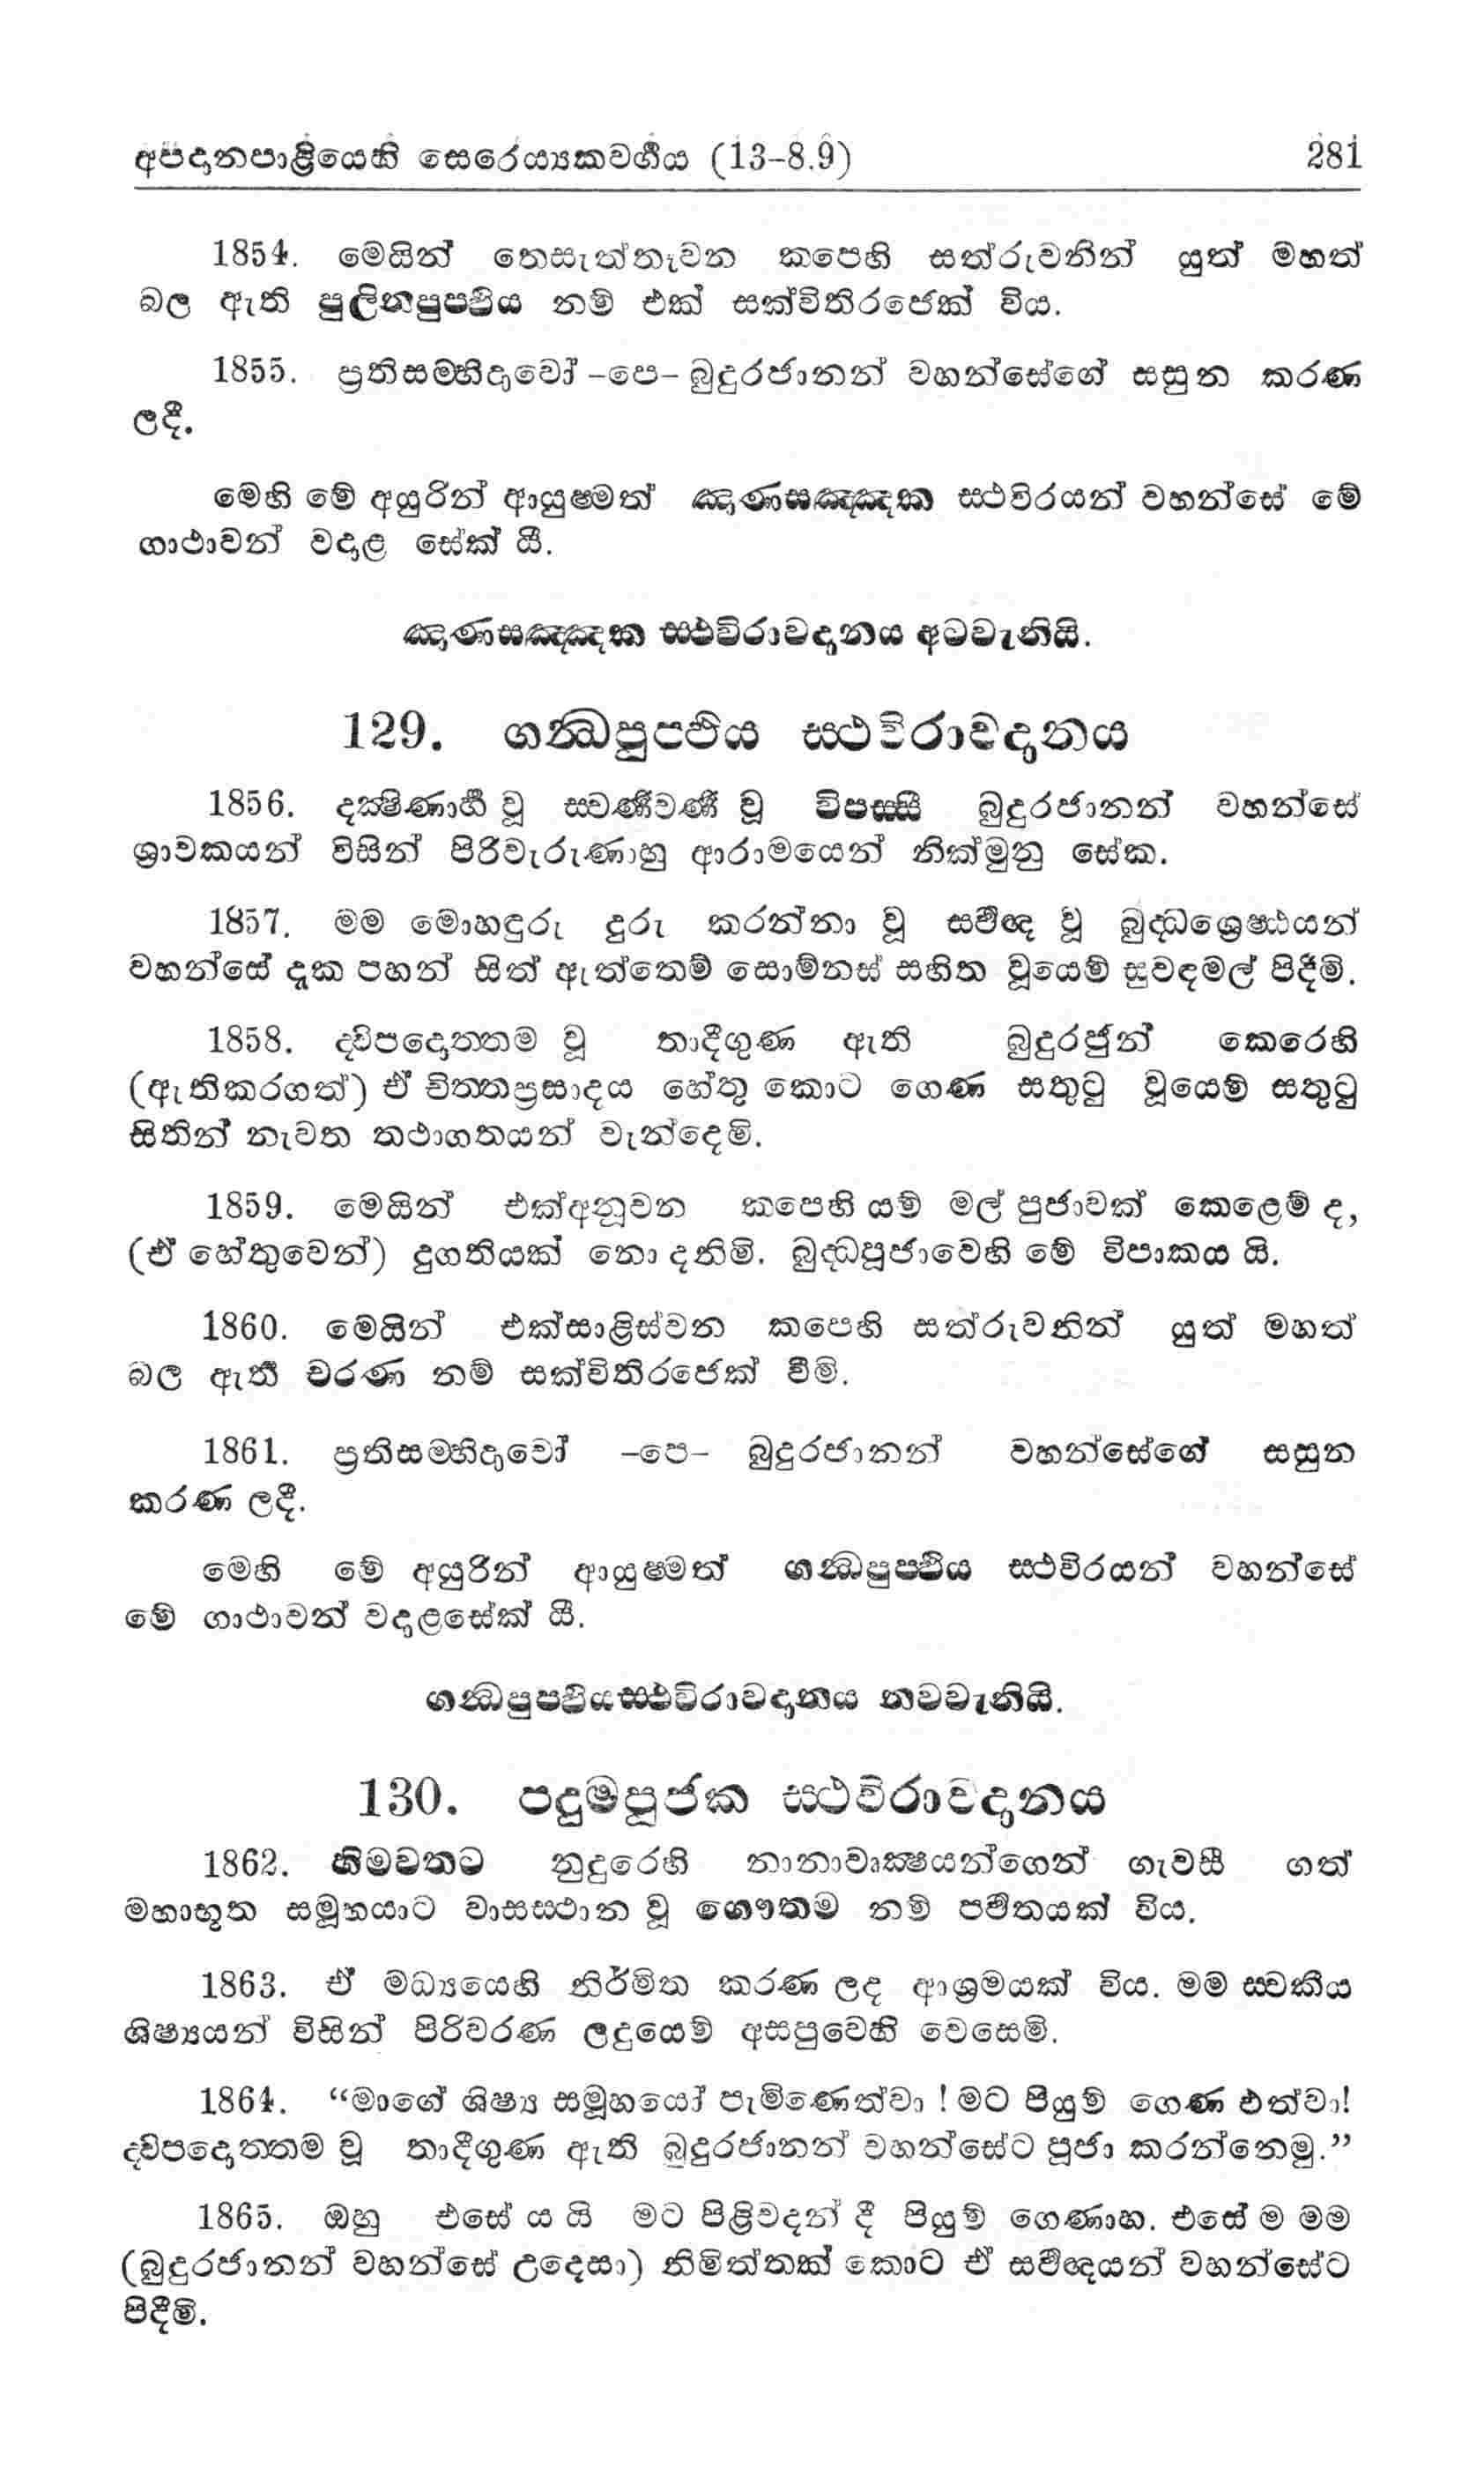 අපදානපාළියෙහි සෙරෙය්‍යකවර්‍ගය (13–8.9) 281
1854. මෙයින් තෙසැත්තෑවන කපෙහි සත්රුවනින් යුත් මහත්
බල ඇති පුලිනපුප්ඵිය නම් එක් සක්විතිරජෙක් විය.
1855. ප්‍රතිසම්භිදාවෝ –පෙ– බුදුරජානන් වහන්සේගේ සසුන කරණ
ලදී.
මෙහි මේ අයුරින් ආයුෂ්මත් ඤාණසඤ්ඤක ස්ථවිරයන් වහන්සේ මේ
ගාථාවන් වදාළ සේක් යී.
ඤාණසඤ්ඤක ස්ථවිරාවදානය අටවැනියි.
129. ගන්ධපුප්ඵිය ස්ථවිරාවදානය
1856. දක්ෂිණාර්‍හ වූ ස්වර්‍ණවර්‍ණ වූ විපස්සී බුදුරජානන් වහන්සේ
ශ්‍රාවකයන් විසින් පිරිවැරුණාහු ආරාමයෙන් නික්මුනු සේක.
1857. මම මොහඳුරු දුරු කරන්නා වූ සර්‍වඥ වූ බුද්ධශ්‍රෙෂ්ඨයන්
වහන්සේ දැක පහන් සිත් ඇත්තෙම් සොම්නස් සහිත වූයෙම් සුවඳමල් පිදීමි.
1858. ද්විපදොත්තම වූ තාදීගුණ ඇති බුදුරජුන් කෙරෙහි
(ඇතිකරගත්) ඒ චිත්තප්‍රසාදය හේතු කොට ගෙණ සතුටු වූයෙම් සතුටු
සිතින් නැවත තථාගතයන් වැන්දෙමි.
1859. මෙයින් එක්අනූවන කපෙහි යම් මල් පුජාවක් කෙළෙම් ද,
(ඒ හේතුවෙන්) දුගතියක් නො දනිමි. බුද්ධපූජාවෙහි මේ විපාකය යි.
1860. මෙයින් එක්සාළිස්වන කපෙහි සත්රුවනින් යුත් මහත්
බල ඇති චරණ නම් සක්විතිරජෙක් වීමි.
1861. ප්‍රතිසම්භිදාවෝ –පෙ– බුදුරජානන් වහන්සේගේ සසුන
කරණ ලදී.
මෙහි මේ අයුරින් ආයුෂ්මත් ගන්ධපුප්ඵිය ස්ථවිරයන් වහන්සේ
මේ ගාථාවන් වදාළසේක් යී.
ගන්ධපුප්ඵියස්ථවිරාවදානය නවවැනියි.
130. පදුමපූජක ස්ථවිරාවදානය
1862. හිමවතට නුදුරෙහි නානාවෘක්ෂයන්ගෙන් ගැවසී ගත්
මහාභූත සමූහයාට වාසස්ථාන වූ ගෞතම නම් පර්‍වතයක් විය.
1863. ඒ මධ්‍යයෙහි නිර්මිත කරණ ලද ආශ්‍රමයක් විය. මම ස්වකීය
ශිෂ්‍යයන් විසින් පිරිවරණ ලදුයෙම් අසපුවෙහි වෙසෙමි.
1864. “මාගේ ශිෂ්‍ය සමූහයෝ පැමිණෙත්වා ! මට පියුම් ගෙණ එත්වා!
ද්විපදොත්තම වූ තාදීගුණ ඇති බුදුරජානන් වහන්සේට පූජා කරන්නෙමු.”
1865. ඔහු එසේ ය යි මට පිළිවදන් දී පියුම් ගෙණාහ. එසේ ම මම
(බුදුරජානන් වහන්සේ උදෙසා) නිමිත්තක් කොට ඒ සර්‍වඥයන් වහන්සේට
පිදීමි.